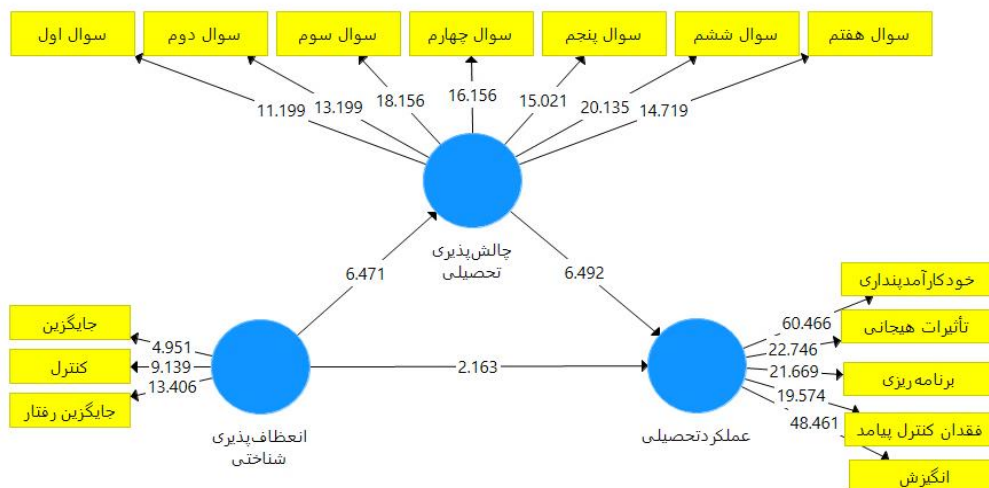 سوال اول
سوال دوم
سوال سوم
سوال چهارم
سوال پنجم
سوال ششم
سوال هفتم
11.199
13.199
18.156
16.156
15.021
20.135
14.719
چالش‌پذیری
تحصیلی
6.471
6.492
خودکارآمدپنداری
جایگزین
60.466
تأثیرات هیجانی
4.951
22.746
کنترل
9.139
2.163
21.669
برنامه‌ریزی
13.406
19.574
جایگزین رفتار
فقدان کنترل پیامد
48.461
انعطاف‌پذیری
شناختی
عملکردتحصیلی
انگیزش